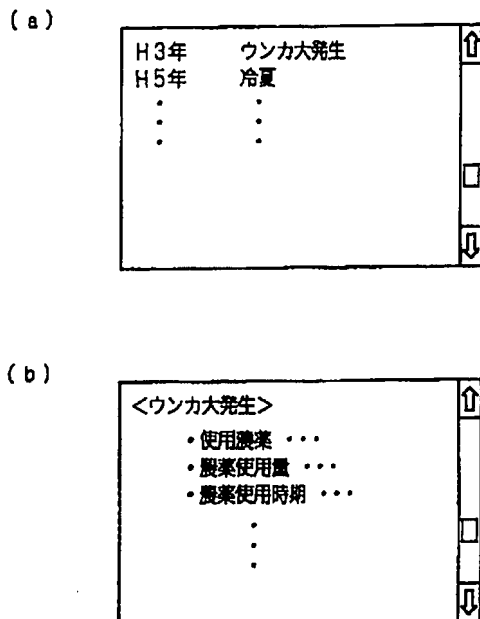 (a)
H3年 ウンカ大発生
H5年 冷夏
・ ・
・ ・
・ ・
(b)
<ウンカ大発生>
・使用農薬 ・・・
・農薬使用量 ・・・
・農薬使用時期 ・・・
・
・
・